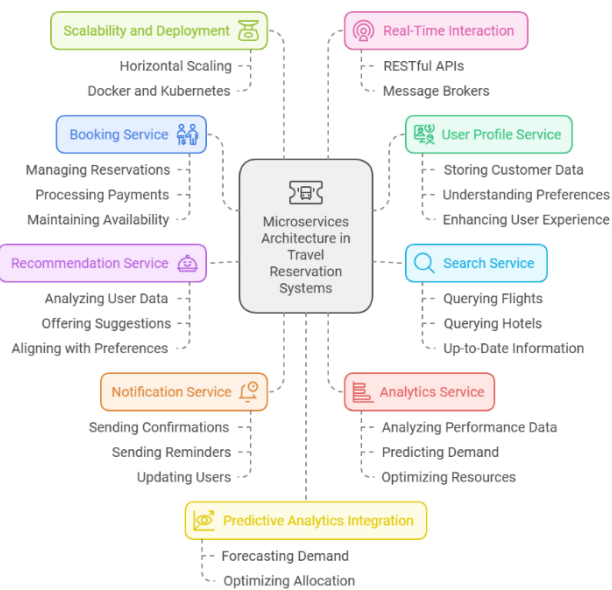 Scalability and Deployment
Horizontal Scaling
Docker and Kubernetes
Real-Time Interaction
RESTful APIs
Message Brokers
Booking Service
Managing Reservations
Processing Payments
Maintaining Availability
User Profile Service
Storing Customer Data
Understanding Preferences
Enhancing User Experience
Microservices
Architecture in
Travel
Reservation
Systems
Recommendation Service
Analyzing User Data
Offering Suggestions
Aligning with Preferences
Search Service
Querying Flights
Querying Hotels
Up-to-Date Information
Notification Service
Sending Confirmations
Sending Reminders
Updating Users
Analytics Service
Analyzing Performance Data
Predicting Demand
Optimizing Resources
Predictive Analytics Integration
Forecasting Demand
Optimizing Allocation